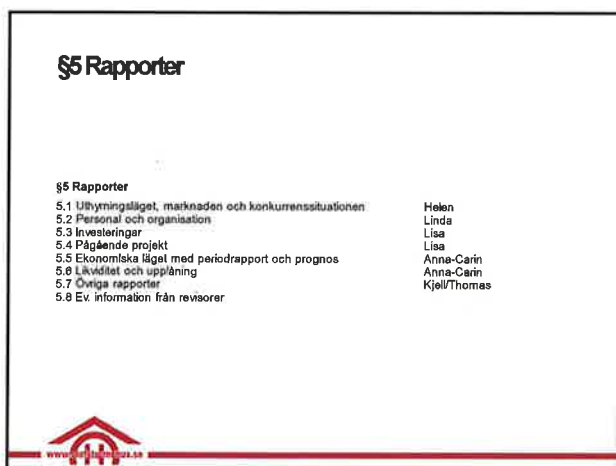 §5 Rapporter
§5 Rapporter
5.1 Uthyrningsläget, marknaden och konkurrenssituationen Helen
5.2 Personal och organisation Linda
5.3 Investeringar Lisa
5.4 Pågående projekt Lisa
5.5 Ekonomiska läget med periodrapport och prognos Anna-Carin
5.6 Likviditet och upplåning Anna-Carin
5.7 Övriga rapporter Kjell/Thomas
5.8 Ev. information från revisorer